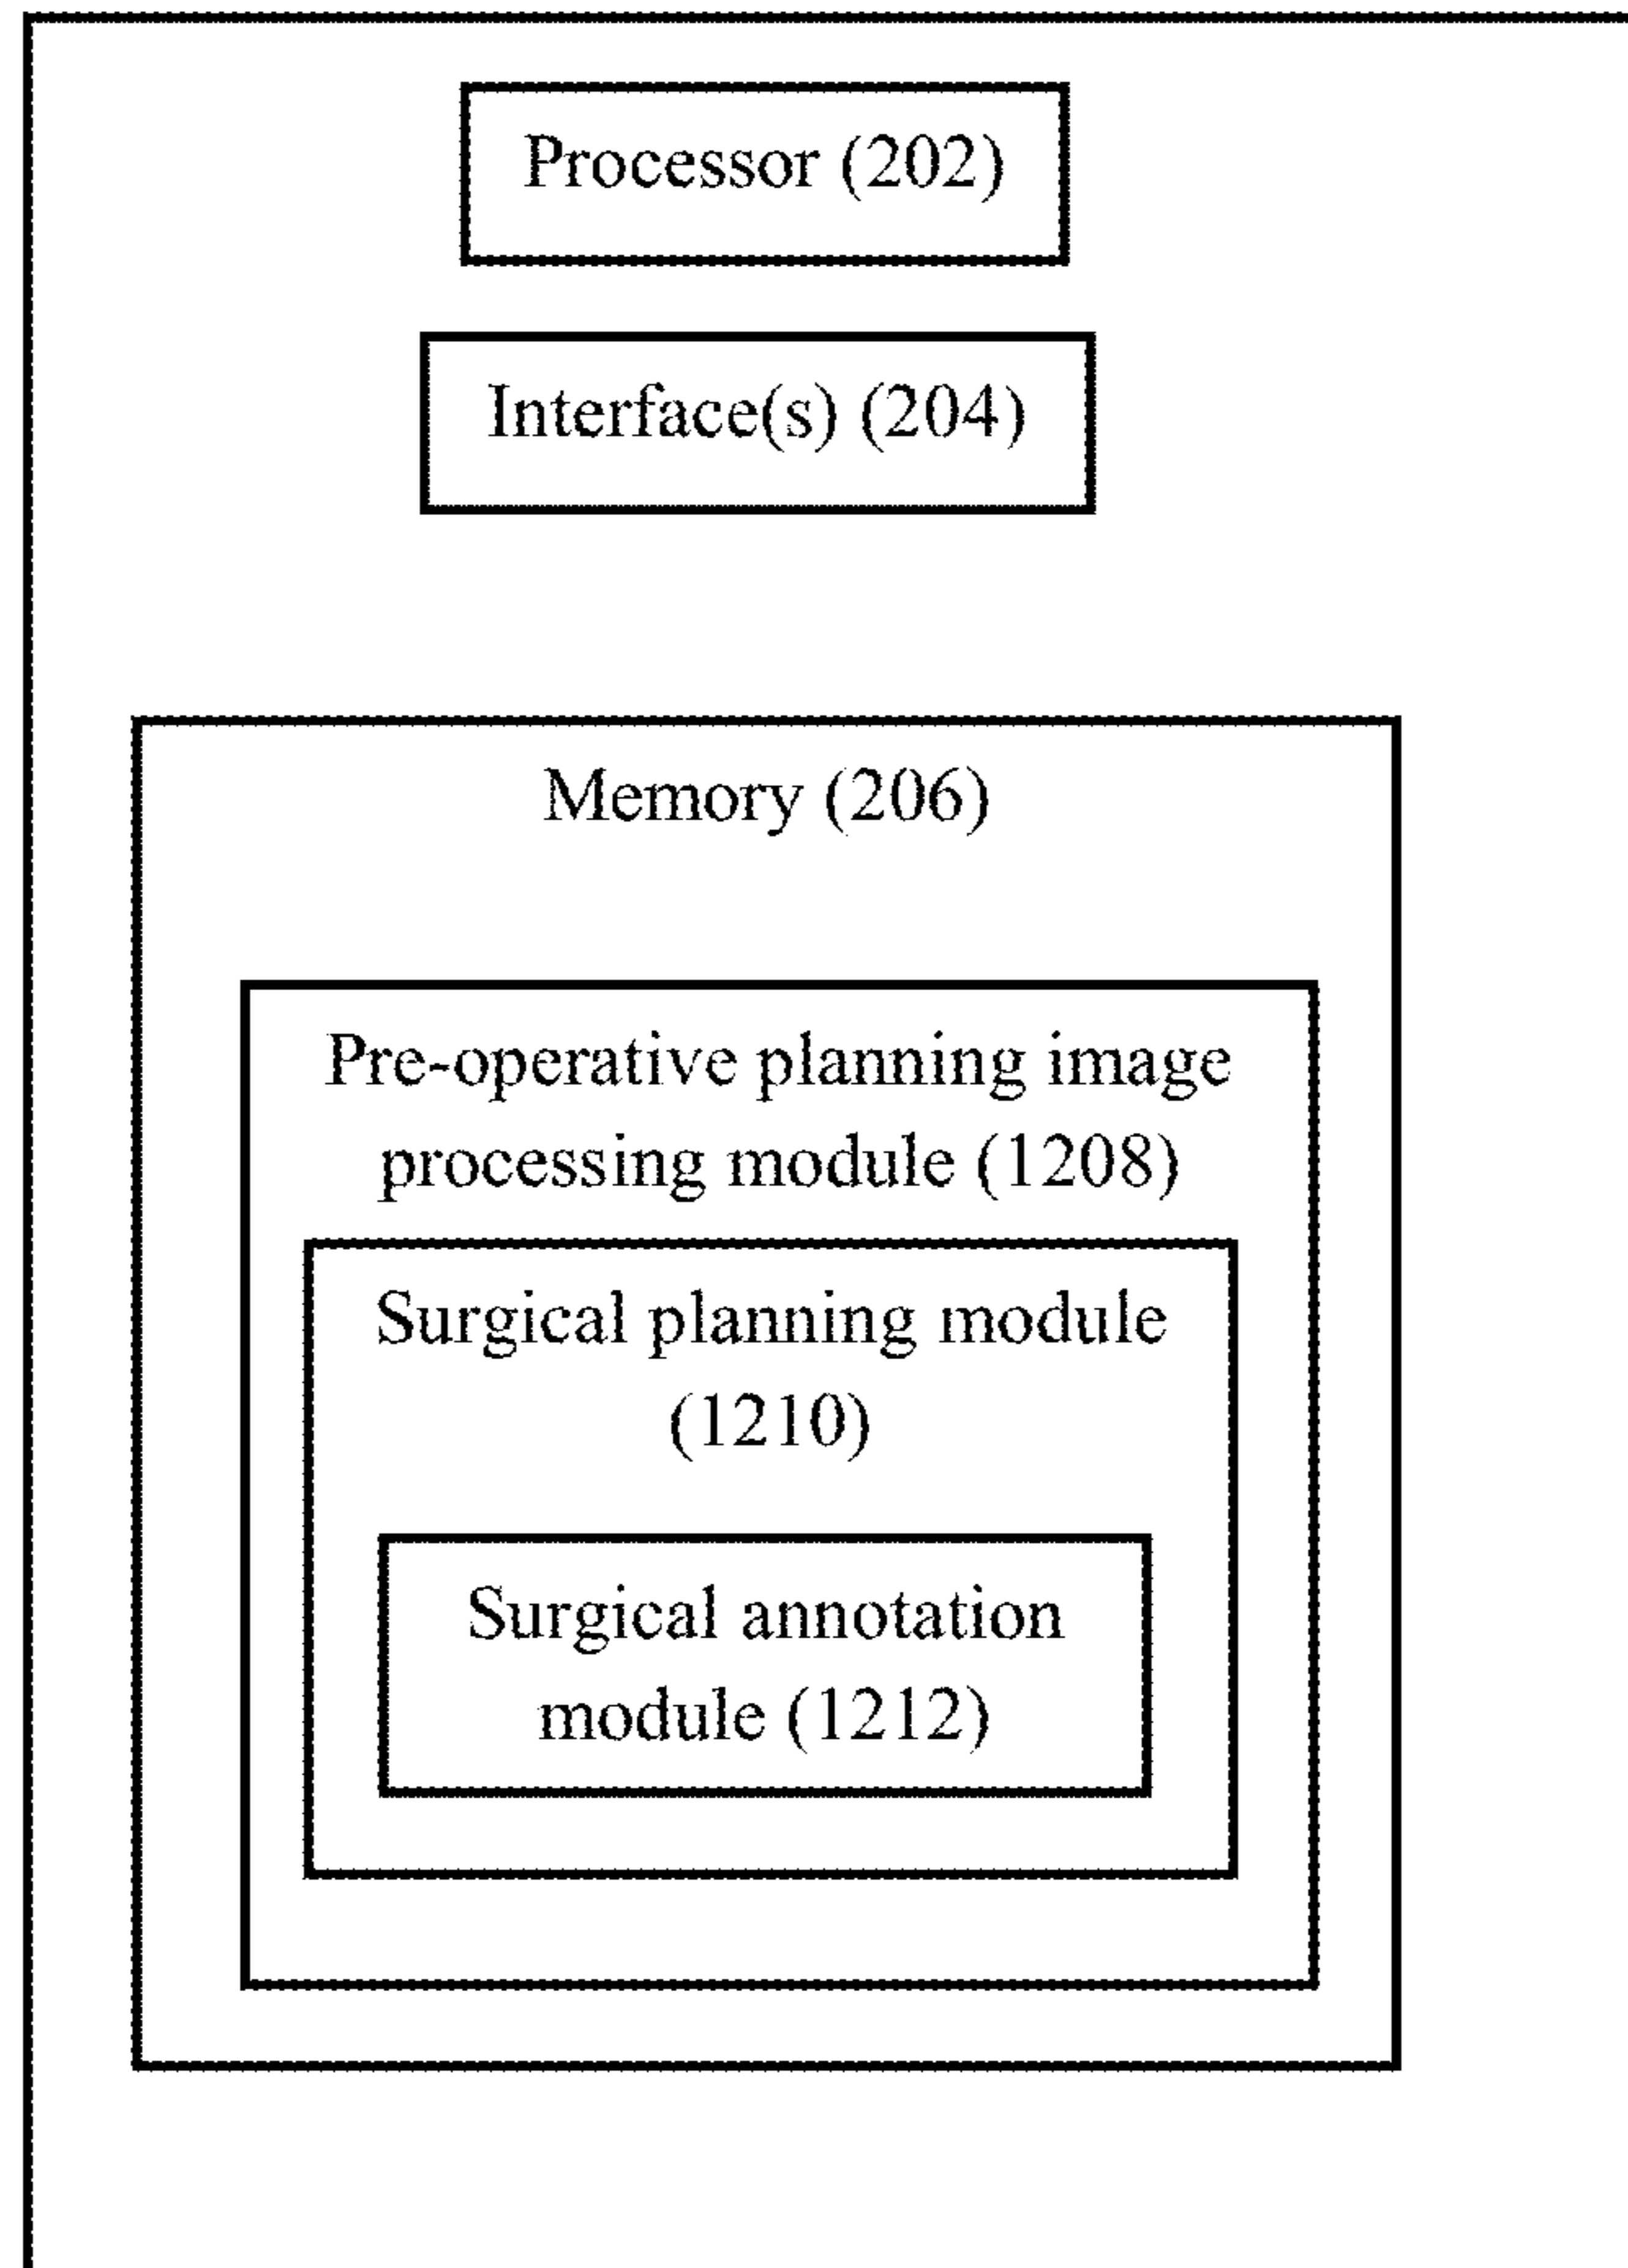 Processor (202)
Interface(s) (204)
Memory (206)
Pre-operative planning image
processing module (1208)
Surgical planning module
(1210)
Surgical annotation
module (1212)